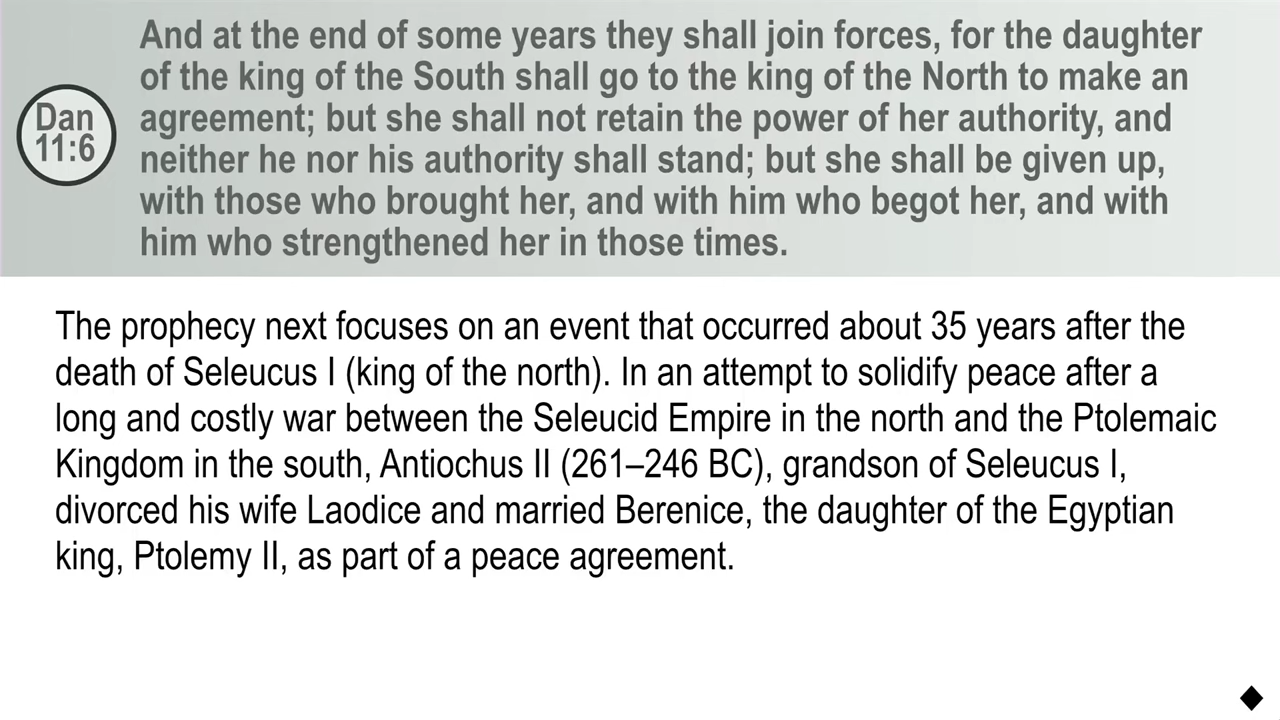 And at the end of some years they shall join forces, for the daughter
of the king of the South shall go to the king of the North to make an
Dan
11:6
agreement; but she shall not retain the power of her authority, and
neither he nor his authority shall stand; but she shall be given up,
with those who brought her, and with him who begot her, and with
him who strengthened her in those times.
The prophecy next focuses on an event that occurred about 35 years after the
death of Seleucus I (king of the north). In an attempt to solidify peace after a
long and costly war between the Seleucid Empire in the north and the Ptolemaic
Kingdom in the south, Antiochus II (261–246 BC), grandson of Seleucus I,
divorced his wife Laodice and married Berenice, the daughter of the Egyptian
king, Ptolemy II, as part of a peace agreement.